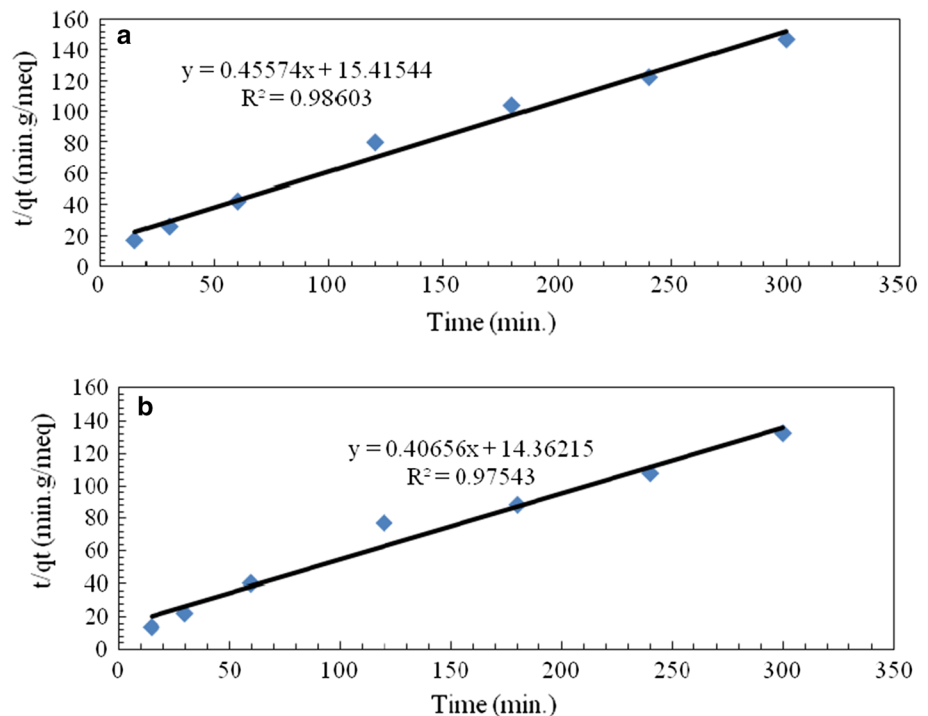 a
160
140
120
100
80
60
40
20
0
t/qt (min.g/meq)
y = 0.45574x + 15.41544
R² = 0.98603
0 50 100 150 200 250 300 350
Time (min.)
b
160
140
120
100
80
60
40
20
0
t/qt (min.g/meq)
y = 0.40656x + 14.36215
R² = 0.97543
0 50 100 150 200 250 300 350
Time (min.)